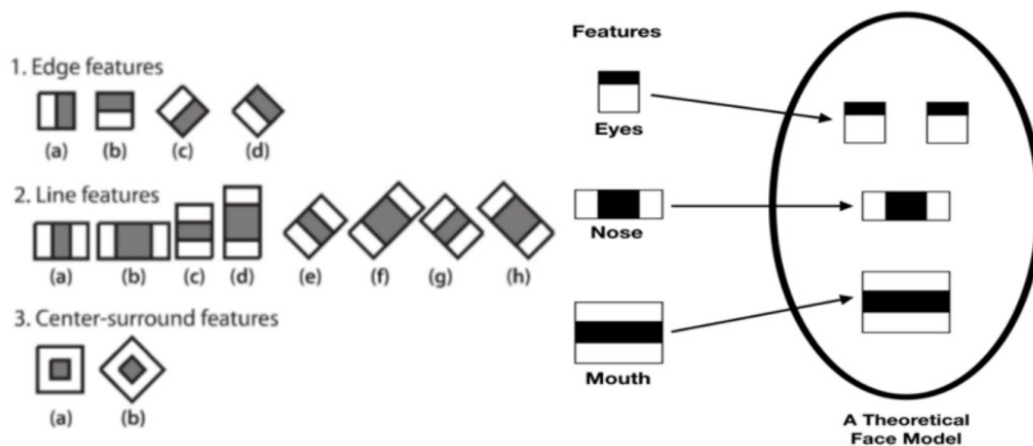 1. Edge features
(a) (b) (c) (d)
2. Line features
(a) (b) (c) (d) (e) (f) (g) (h)
3. Center-surround features
(a) (b)
Features
Eyes
Nose
Mouth
A Theoretical
Face Model